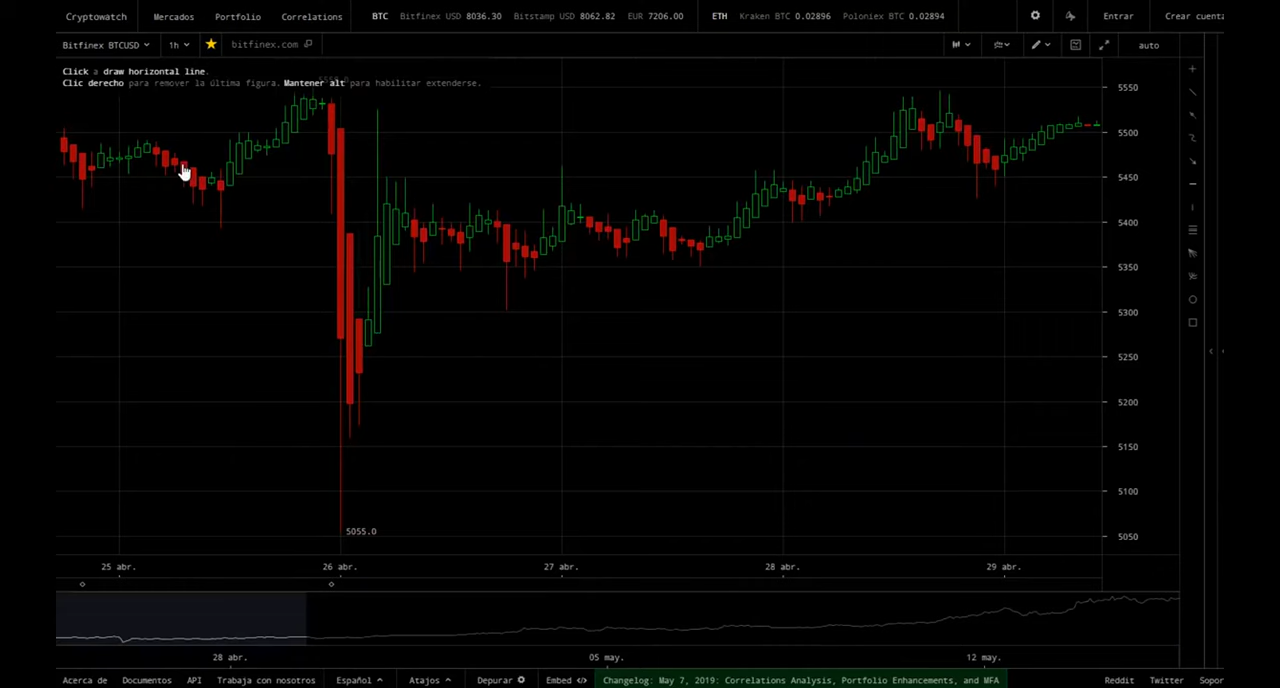 Cryptowatch Mercados Portfolio Correlations BTC Bitfinex USD 8036.30 Bitstamp USD 8062.82 EUR 7206.00 ETH Kraken BTC 0.02896 Poloniex BTC 0.02894 Entrar Crear cuenta
Bitfinex BTCUSD 1h bitfinex.com auto
Click a draw horizontal line.
Clic derecho para remover la última figura. Mantener alt para habilitar extenderse.
5550
5500
5450
5400
5350
5300
5250
5200
5150
5100
5055.0
5050
25 abr. 26 abr. 27 abr. 28 abr. 29 abr.
28 abr. 05 may. 12 may.
Acerca de Documentos API Trabaja con nosotros Español Atajos Depurar Embed </> Changelog: May 7, 2019: Correlations Analysis, Portfolio Enhancements, and MFA Reddit Twitter Sopor